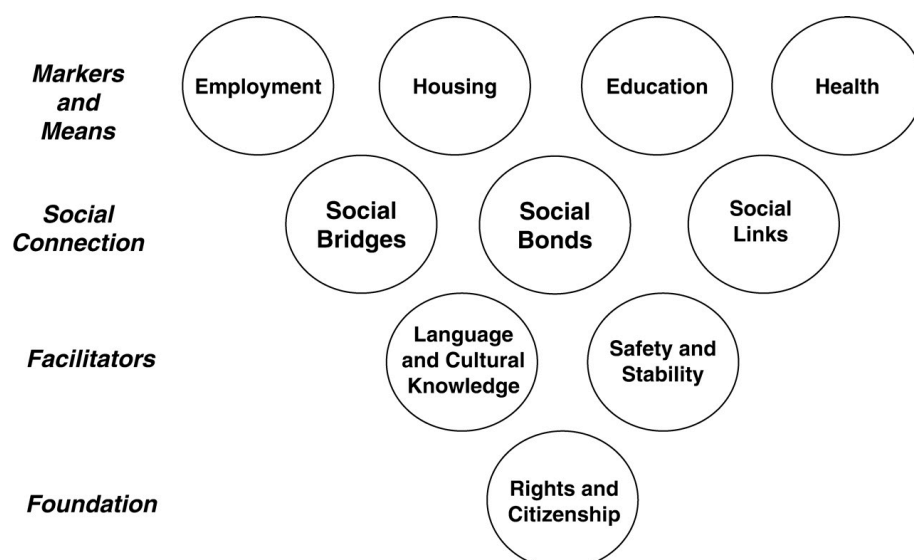 Markers
and
Means
Employment
Housing
Education
Health
Social
Connection
Social
Bridges
Social
Bonds
Social
Links
Facilitators
Language
and Cultural
Knowledge
Safety and
Stability
Foundation
Rights and
Citizenship